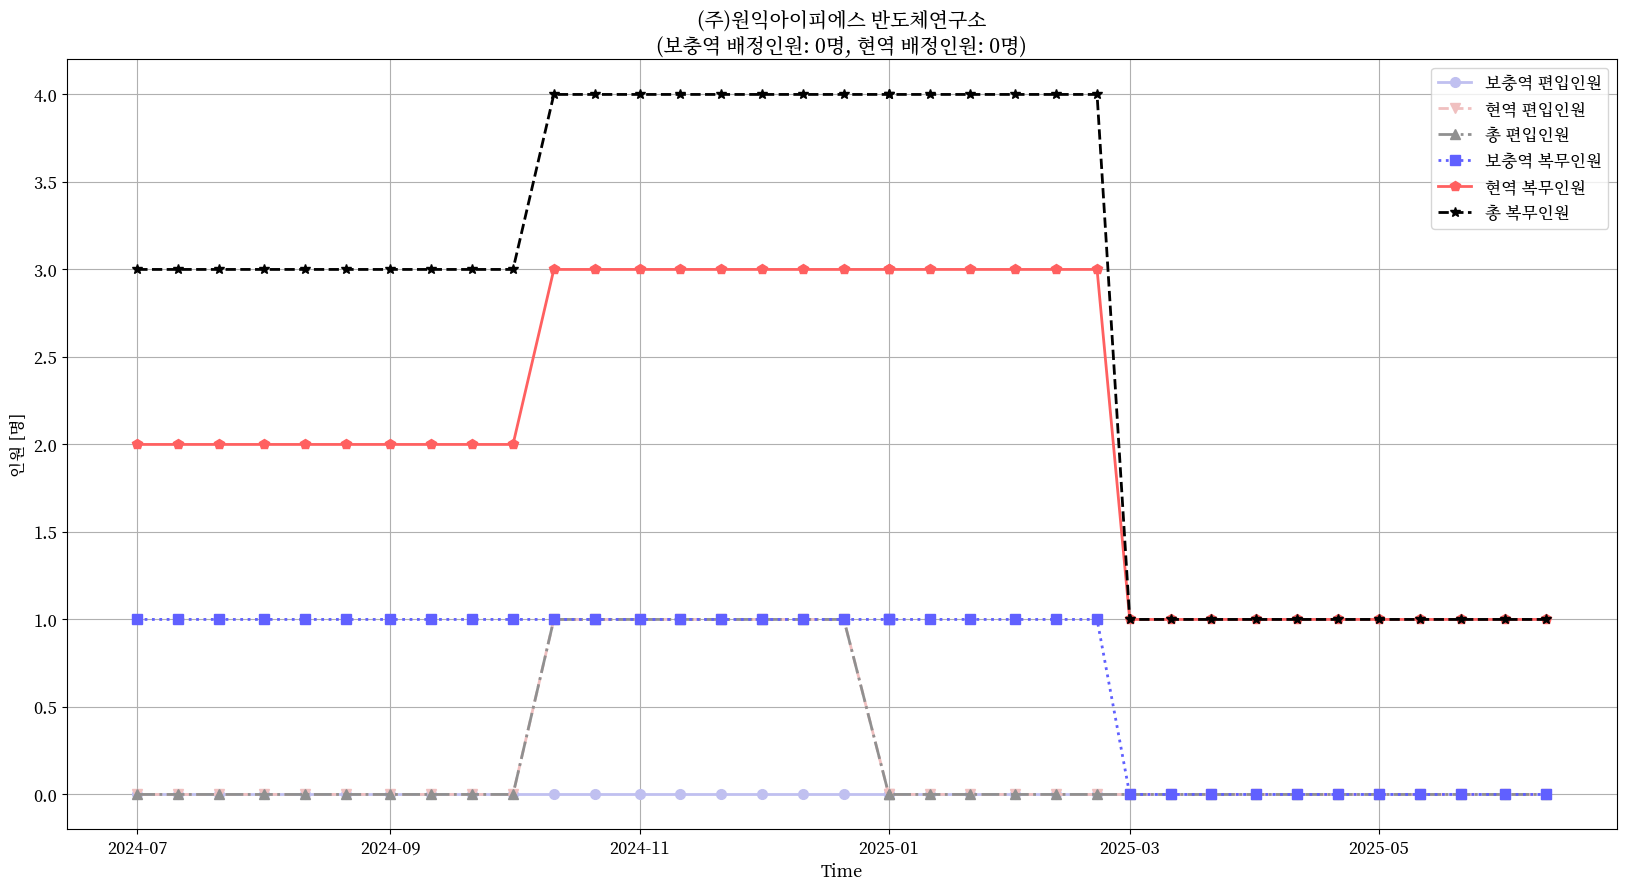 (주)원익아이피에스 반도체연구소
(보충역 배정인원: 0명, 현역 배정인원: 0명)
보충역 편입인원
현역 편입인원
총 편입인원
보충역 복무인원
현역 복무인원
총 복무인원
4.0
3.5
3.0
2.5
2.0
1.5
1.0
0.5
0.0
인원 [명]
2024-07 2024-09 2024-11 2025-01 2025-03 2025-05
Time